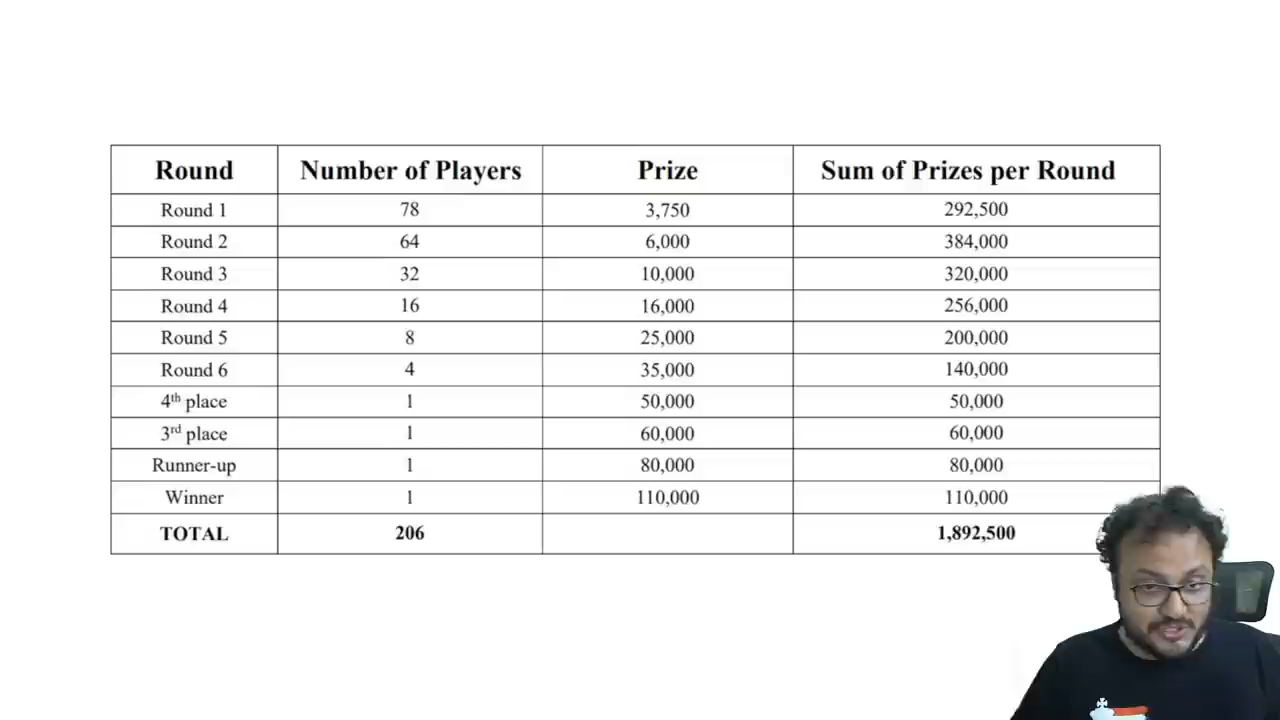 Round Number of Players Prize Sum of Prizes per Round
Round 1 78 3,750 292,500
Round 2 64 6,000 384,000
Round 3 32 10,000 320,000
Round 4 16 16,000 256,000
Round 5 8 25,000 200,000
Round 6 4 35,000 140,000
4th place 1 50,000 50,000
3rd place 1 60,000 60,000
Runner-up 1 80,000 80,000
Winner 1 110,000 110,000
TOTAL 206 1,892,500